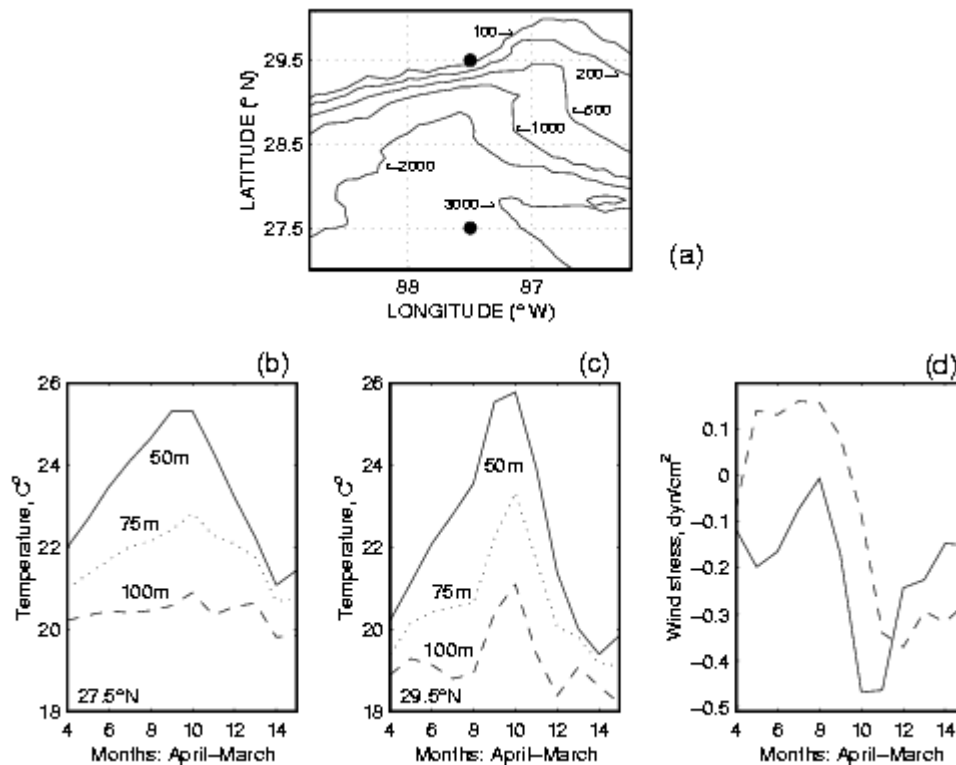 100→
29.5
200→
←500
←1000
28.5
←2000
3000→
27.5
LATITUDE (° N)
88
87
LONGITUDE (° W)
(a)
(b)
26
24
22
20
18
Temperature, C°
50m
75m
100m
27.5°N
4 6 8 10 12 14
Months: April–March
(c)
26
24
22
20
18
Temperature, C°
50m
75m
100m
29.5°N
4 6 8 10 12 14
Months: April–March
(d)
0.1
0
–0.1
–0.2
–0.3
–0.4
–0.5
Wind stress, dyn/cm²
4 6 8 10 12 14
Months: April–March